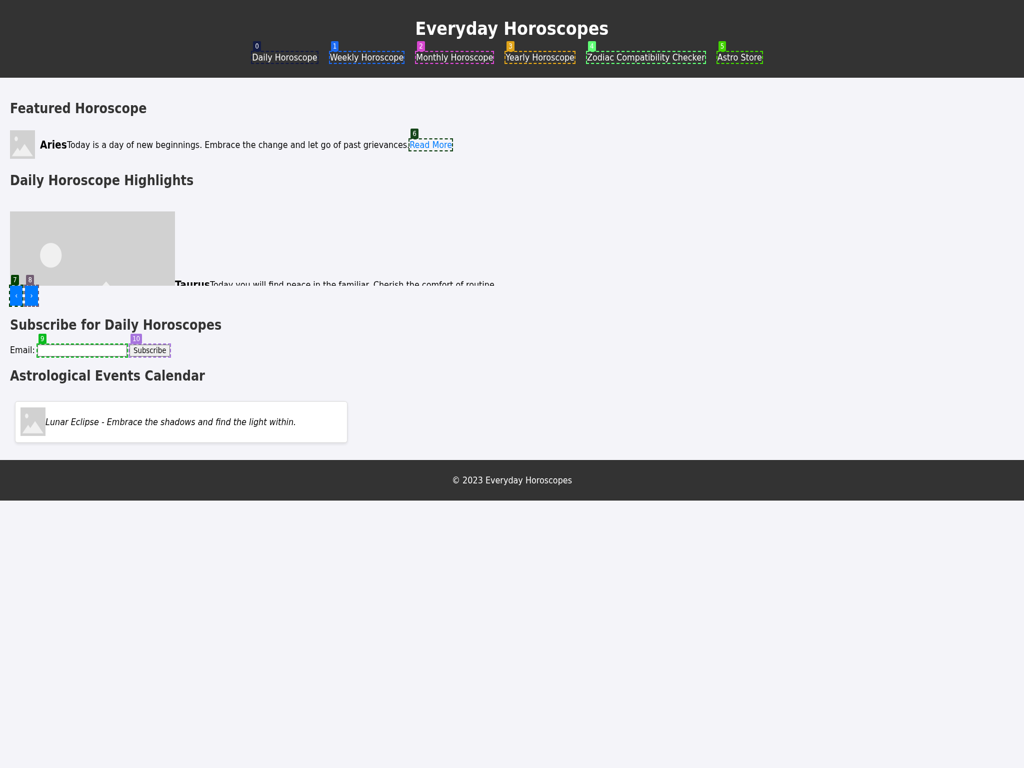 Everyday Horoscopes
0 1 2 3 4 5
Daily Horoscope Weekly Horoscope Monthly Horoscope Yearly Horoscope Zodiac Compatibility Checker Astro Store
Featured Horoscope
6
Aries Today is a day of new beginnings. Embrace the change and let go of past grievances. Read More
Daily Horoscope Highlights
Taurus Today you will find peace in the familiar. Cherish the comfort of routine.
7 8
‹ ›
Subscribe for Daily Horoscopes
9 10
Email: Subscribe
Astrological Events Calendar
Lunar Eclipse - Embrace the shadows and find the light within.
© 2023 Everyday Horoscopes